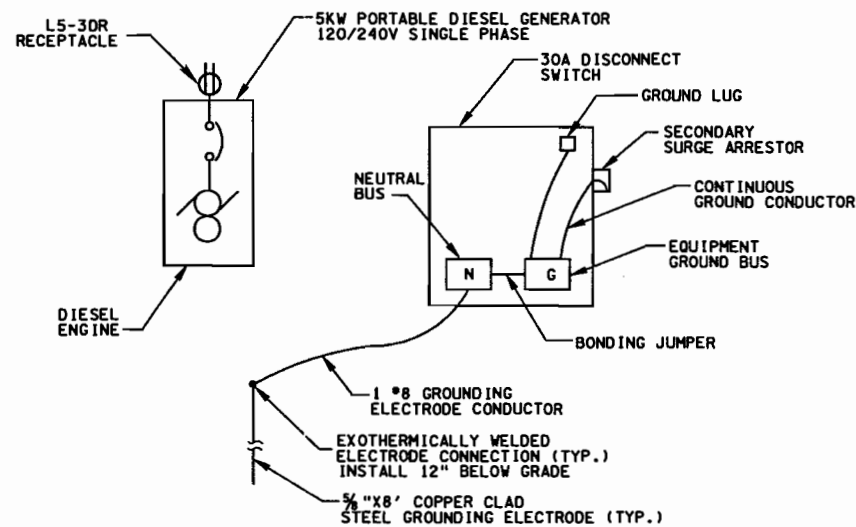 L5-30R
RECEPTACLE
5KW PORTABLE DIESEL GENERATOR
120/240V SINGLE PHASE
30A DISCONNECT
SWITCH
GROUND LUG
SECONDARY
SURGE ARRESTOR
NEUTRAL
BUS
CONTINUOUS
GROUND CONDUCTOR
EQUIPMENT
GROUND BUS
N
G
DIESEL
ENGINE
BONDING JUMPER
1 #8 GROUNDING
ELECTRODE CONDUCTOR
EXOTHERMICALLY WELDED
ELECTRODE CONNECTION (TYP.)
INSTALL 12" BELOW GRADE
5/8"X8' COPPER CLAD
STEEL GROUNDING ELECTRODE (TYP.)